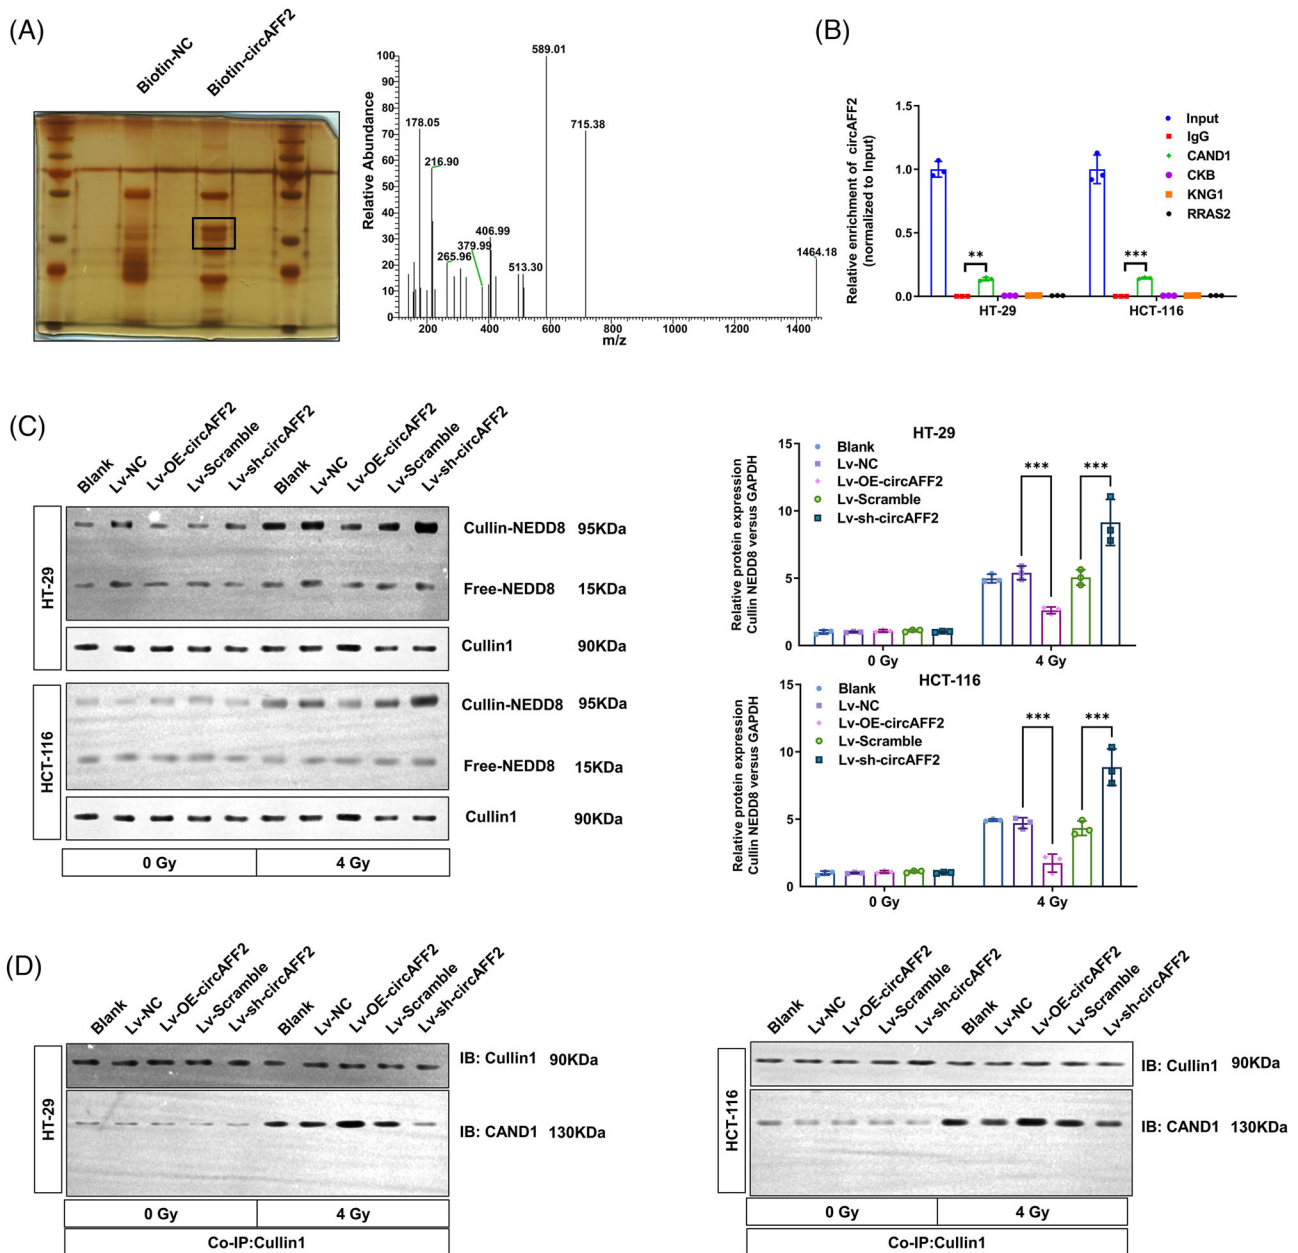 (A)
Biotin-NC
Biotin-circAFF2
Relative Abundance
100
90
80
70
60
50
40
30
20
10
0
589.01
178.05
715.38
216.90
406.99
379.99
265.96
513.30
1464.18
200
400
600
800
1000
1200
1400
m/z
(B)
Relative enrichment of circAFF2
(normalized to Input)
1.5
1.0
0.5
0.0
**
***
HT-29
HCT-116
Input
IgG
CAND1
CKB
KNG1
RRAS2
(C)
Blank
Lv-NC
Lv-OE-circAFF2
Lv-Scramble
Lv-sh-circAFF2
Blank
Lv-NC
Lv-OE-circAFF2
Lv-Scramble
Lv-sh-circAFF2
HT-29
Cullin-NEDD8 95KDa
Free-NEDD8 15KDa
Cullin1 90KDa
HCT-116
Cullin-NEDD8 95KDa
Free-NEDD8 15KDa
Cullin1 90KDa
0 Gy
4 Gy
HT-29
Relative protein expression
Cullin NEDD8 versus GAPDH
15
10
5
0
Blank
Lv-NC
Lv-OE-circAFF2
Lv-Scramble
Lv-sh-circAFF2
***
***
0 Gy
4 Gy
HCT-116
Relative protein expression
Cullin NEDD8 versus GAPDH
15
10
5
0
Blank
Lv-NC
Lv-OE-circAFF2
Lv-Scramble
Lv-sh-circAFF2
***
***
0 Gy
4 Gy
(D)
Blank
Lv-NC
Lv-OE-circAFF2
Lv-Scramble
Lv-sh-circAFF2
Blank
Lv-NC
Lv-OE-circAFF2
Lv-Scramble
Lv-sh-circAFF2
HT-29
IB: Cullin1 90KDa
IB: CAND1 130KDa
0 Gy
4 Gy
Co-IP:Cullin1
Blank
Lv-NC
Lv-OE-circAFF2
Lv-Scramble
Lv-sh-circAFF2
Blank
Lv-NC
Lv-OE-circAFF2
Lv-Scramble
Lv-sh-circAFF2
HCT-116
IB: Cullin1 90KDa
IB: CAND1 130KDa
0 Gy
4 Gy
Co-IP:Cullin1